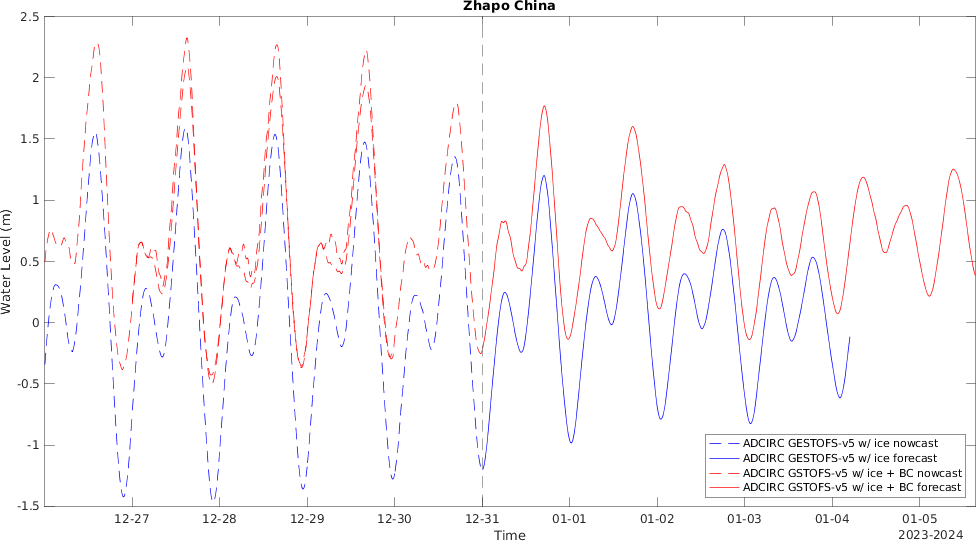 Zhapo China
2.5
2
1.5
1
0.5
0
-0.5
-1
-1.5
Water Level (m)
12-27 12-28 12-29 12-30 12-31 01-01 01-02 01-03 01-04 01-05
Time
2023-2024
ADCIRC GESTOFS-v5 w/ ice nowcast
ADCIRC GESTOFS-v5 w/ ice forecast
ADCIRC GSTOFS-v5 w/ ice + BC nowcast
ADCIRC GSTOFS-v5 w/ ice + BC forecast